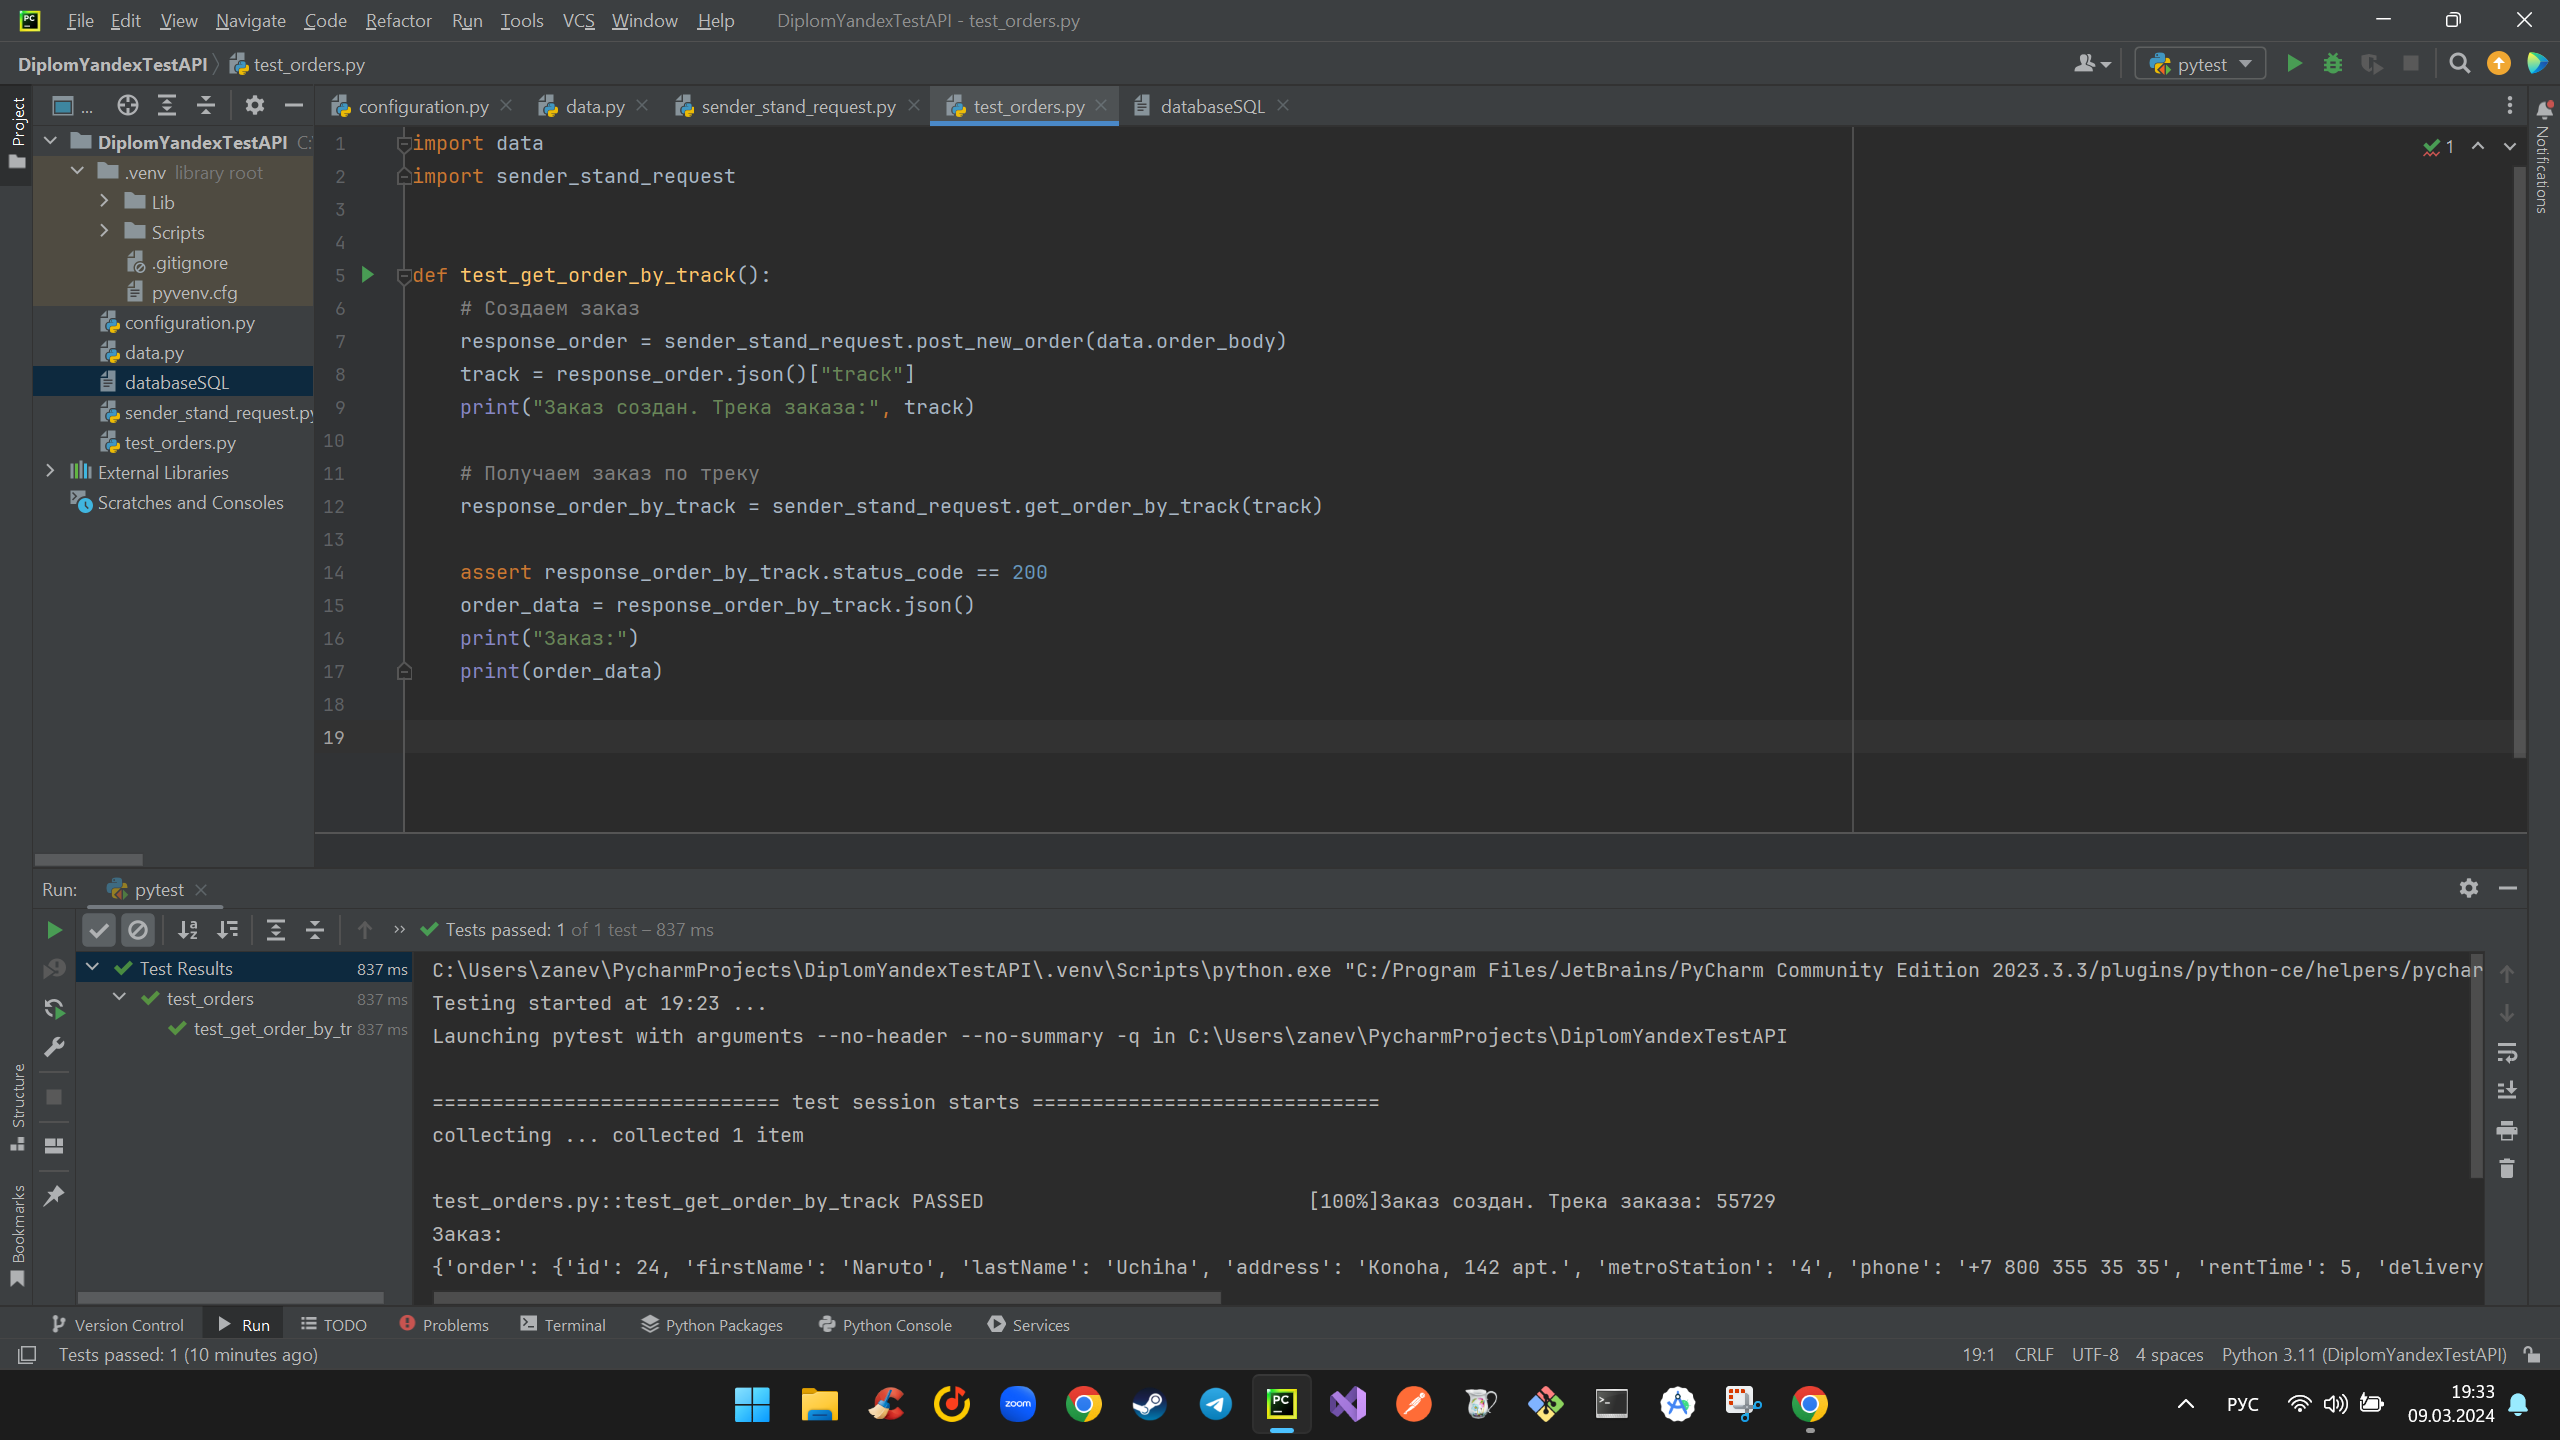 File Edit View Navigate Code Refactor Run Tools VCS Window Help DiplomYandexTestAPI - test_orders.py
DiplomYandexTestAPI test_orders.py pytest
Project
... configuration.py data.py sender_stand_request.py test_orders.py databaseSQL
Notifications
DiplomYandexTestAPI C:
.venv library root
Lib
Scripts
.gitignore
pyvenv.cfg
configuration.py
data.py
databaseSQL
sender_stand_request.py
test_orders.py
External Libraries
Scratches and Consoles
1 import data
1
2 import sender_stand_request
3
4
5 def test_get_order_by_track():
6 # Создаем заказ
7 response_order = sender_stand_request.post_new_order(data.order_body)
8 track = response_order.json()["track"]
9 print("Заказ создан. Трека заказа:", track)
10
11 # Получаем заказ по треку
12 response_order_by_track = sender_stand_request.get_order_by_track(track)
13
14 assert response_order_by_track.status_code == 200
15 order_data = response_order_by_track.json()
16 print("Заказ:")
17 print(order_data)
18
19
Run: pytest
Tests passed: 1 of 1 test – 837 ms
Test Results 837 ms
test_orders 837 ms
test_get_order_by_tr 837 ms
C:\Users\zanev\PycharmProjects\DiplomYandexTestAPI\.venv\Scripts\python.exe "C:/Program Files/JetBrains/PyCharm Community Edition 2023.3.3/plugins/python-ce/helpers/pychar
Testing started at 19:23 ...
Launching pytest with arguments --no-header --no-summary -q in C:\Users\zanev\PycharmProjects\DiplomYandexTestAPI
============================= test session starts =============================
collecting ... collected 1 item
test_orders.py::test_get_order_by_track PASSED [100%]Заказ создан. Трека заказа: 55729
Заказ:
{'order': {'id': 24, 'firstName': 'Naruto', 'lastName': 'Uchiha', 'address': 'Konoha, 142 apt.', 'metroStation': '4', 'phone': '+7 800 355 35 35', 'rentTime': 5, 'delivery
Structure
Bookmarks
Version Control Run TODO Problems Terminal Python Packages Python Console Services
Tests passed: 1 (10 minutes ago) 19:1 CRLF UTF-8 4 spaces Python 3.11 (DiplomYandexTestAPI)
zoom PC РУС 19:33
09.03.2024